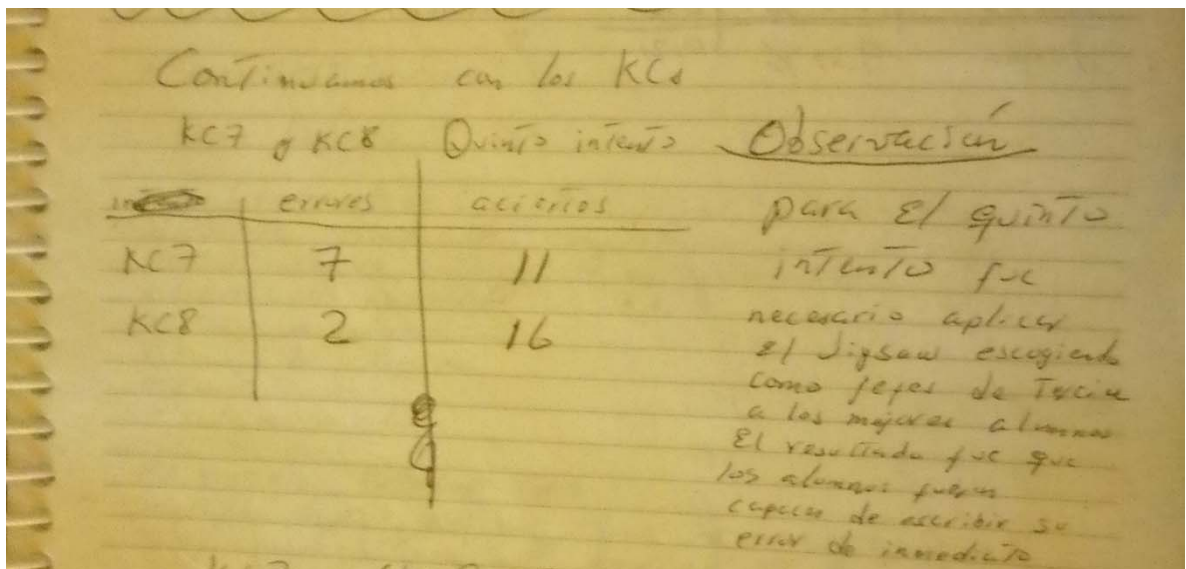 Continuamos con los KCs
KC7 y KC8 Quinto intento
errores aciertos
KC7 7 11
KC8 2 16
Observación
para El quinto
intento fue
necesario aplicar
El Jigsaw escogiendo
como jefes de
a los mejores alumnos
El resultado fue que
los alumnos fueron
capaces de escribir su
error de inmediato